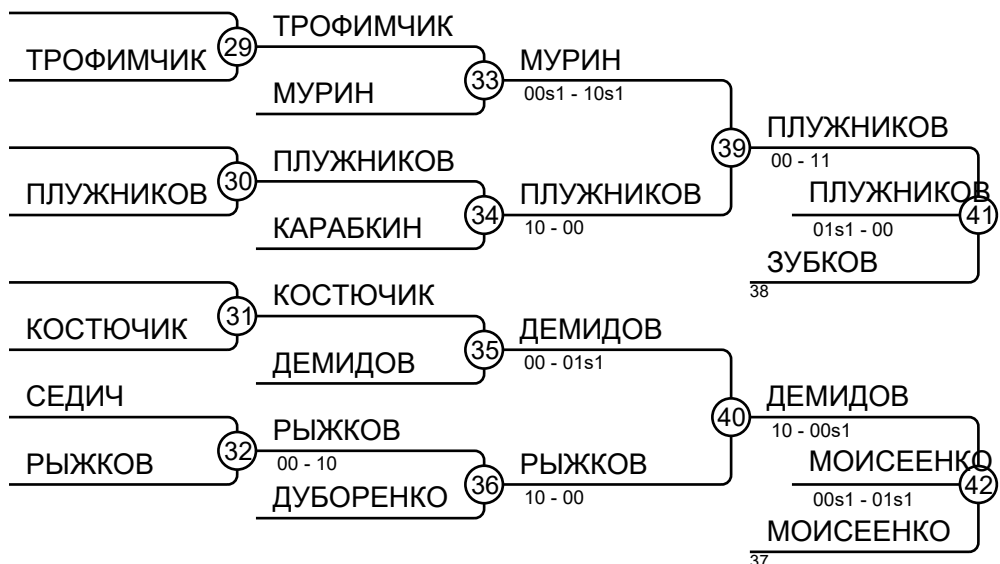 ТРОФИМЧИК
29
ТРОФИМЧИК
МУРИН
33
МУРИН
00s1 - 10s1
ПЛУЖНИКОВ
30
ПЛУЖНИКОВ
КАРАБКИН
34
ПЛУЖНИКОВ
10 - 00
39
ПЛУЖНИКОВ
00 - 11
ПЛУЖНИКОВ
01s1 - 00
41
ЗУБКОВ
38
КОСТЮЧИК
31
КОСТЮЧИК
ДЕМИДОВ
35
ДЕМИДОВ
00 - 01s1
СЕДИЧ
РЫЖКОВ
32
РЫЖКОВ
00 - 10
ДУБОРЕНКО
36
РЫЖКОВ
10 - 00
40
ДЕМИДОВ
10 - 00s1
МОИСЕЕНКО
00s1 - 01s1
42
МОИСЕЕНКО
37